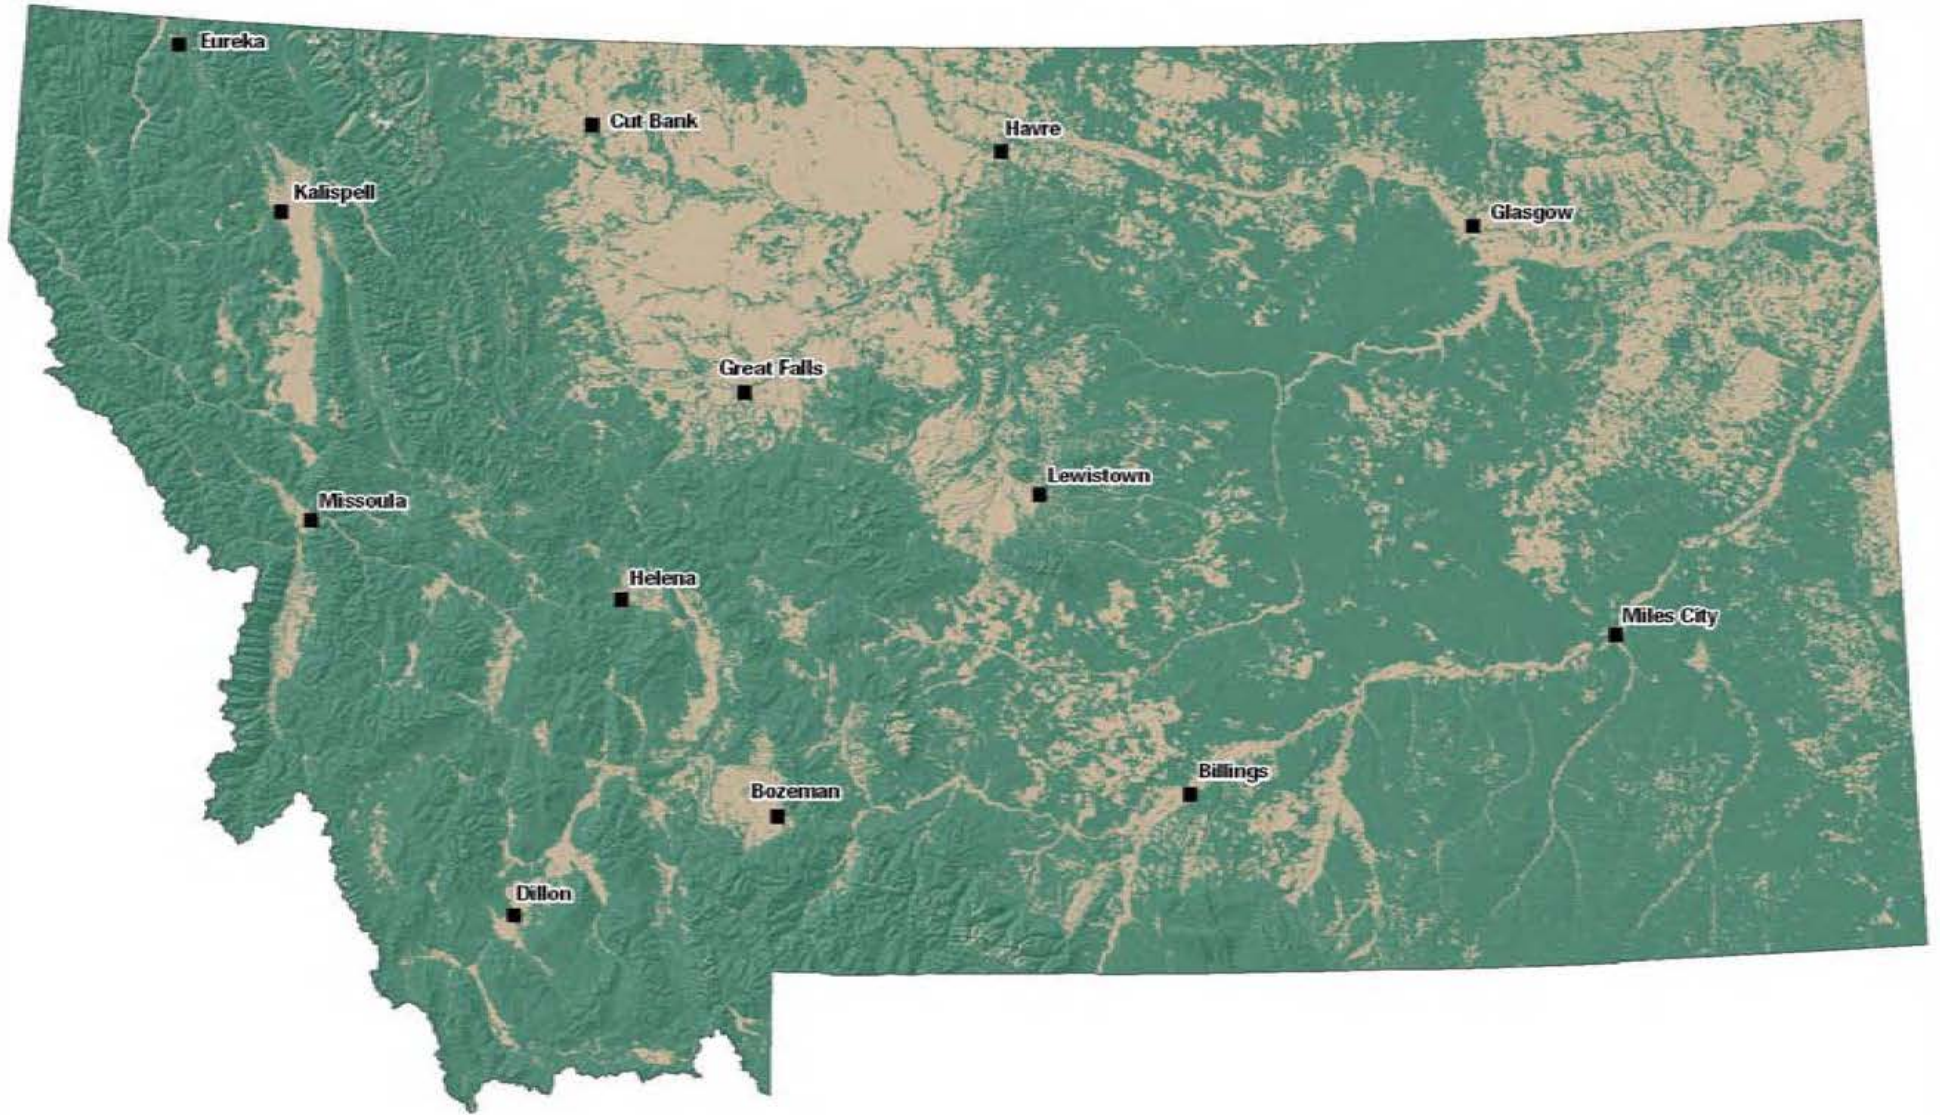 Eureka
Cut Bank
Havre
Kalispell
Glasgow
Great Falls
Lewistown
Missoula
Helena
Miles City
Billings
Bozeman
Dillon